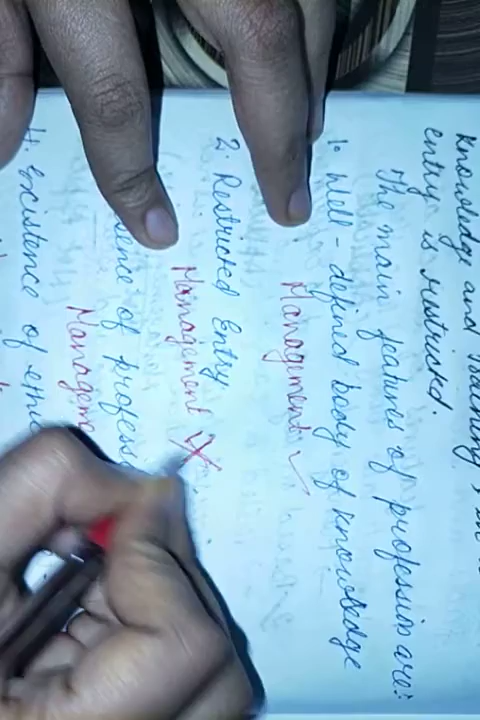 knowledge and training, in
entry is restricted.
The main features of profession are:
1. Well-defined body of knowledge
Management ✓
2. Restricted Entry
Management ✗
of profess
Managem
4. Existence of ethic